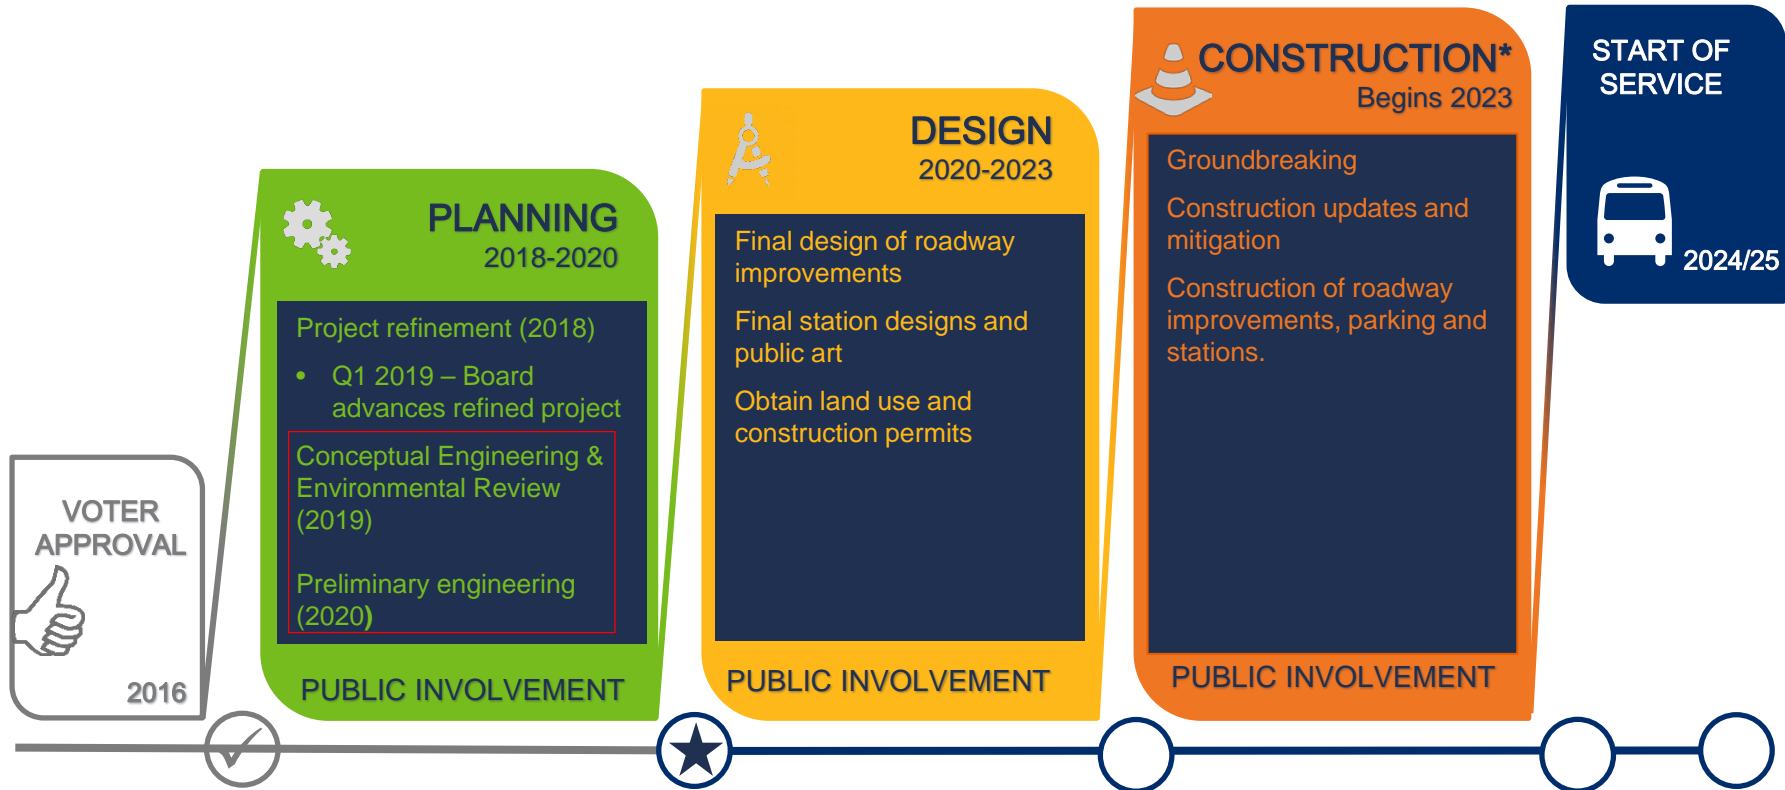 VOTER
APPROVAL
2016
PLANNING
2018-2020
Project refinement (2018)
• Q1 2019 – Board
advances refined project
Conceptual Engineering &
Environmental Review
(2019)
Preliminary engineering
(2020)
PUBLIC INVOLVEMENT
DESIGN
2020-2023
Final design of roadway
improvements
Final station designs and
public art
Obtain land use and
construction permits
PUBLIC INVOLVEMENT
CONSTRUCTION*
Begins 2023
Groundbreaking
Construction updates and
mitigation
Construction of roadway
improvements, parking and
stations.
PUBLIC INVOLVEMENT
START OF
SERVICE
2024/25